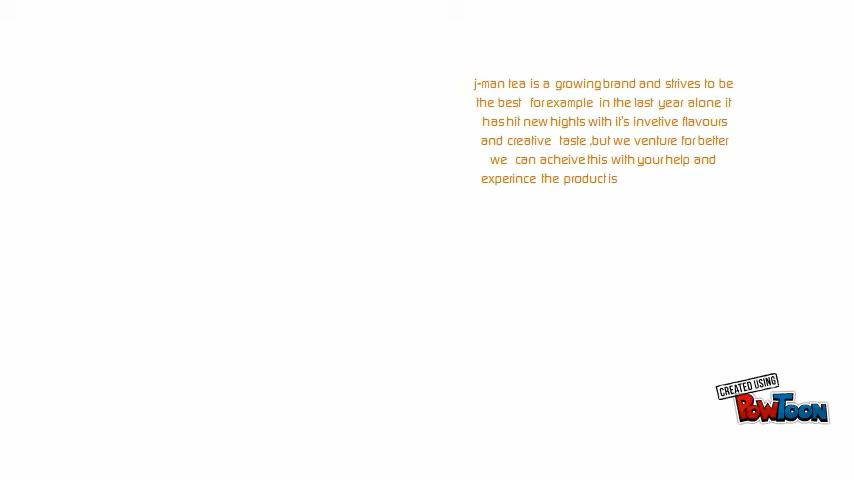 j-man tea is a growing brand and strives to be
the best for example in the last year alone it
has hit new hights with it's invetive flavours
and creative taste ,but we venture for better
we can acheive this with your help and
experince the product is
CREATED USING
POWTOON